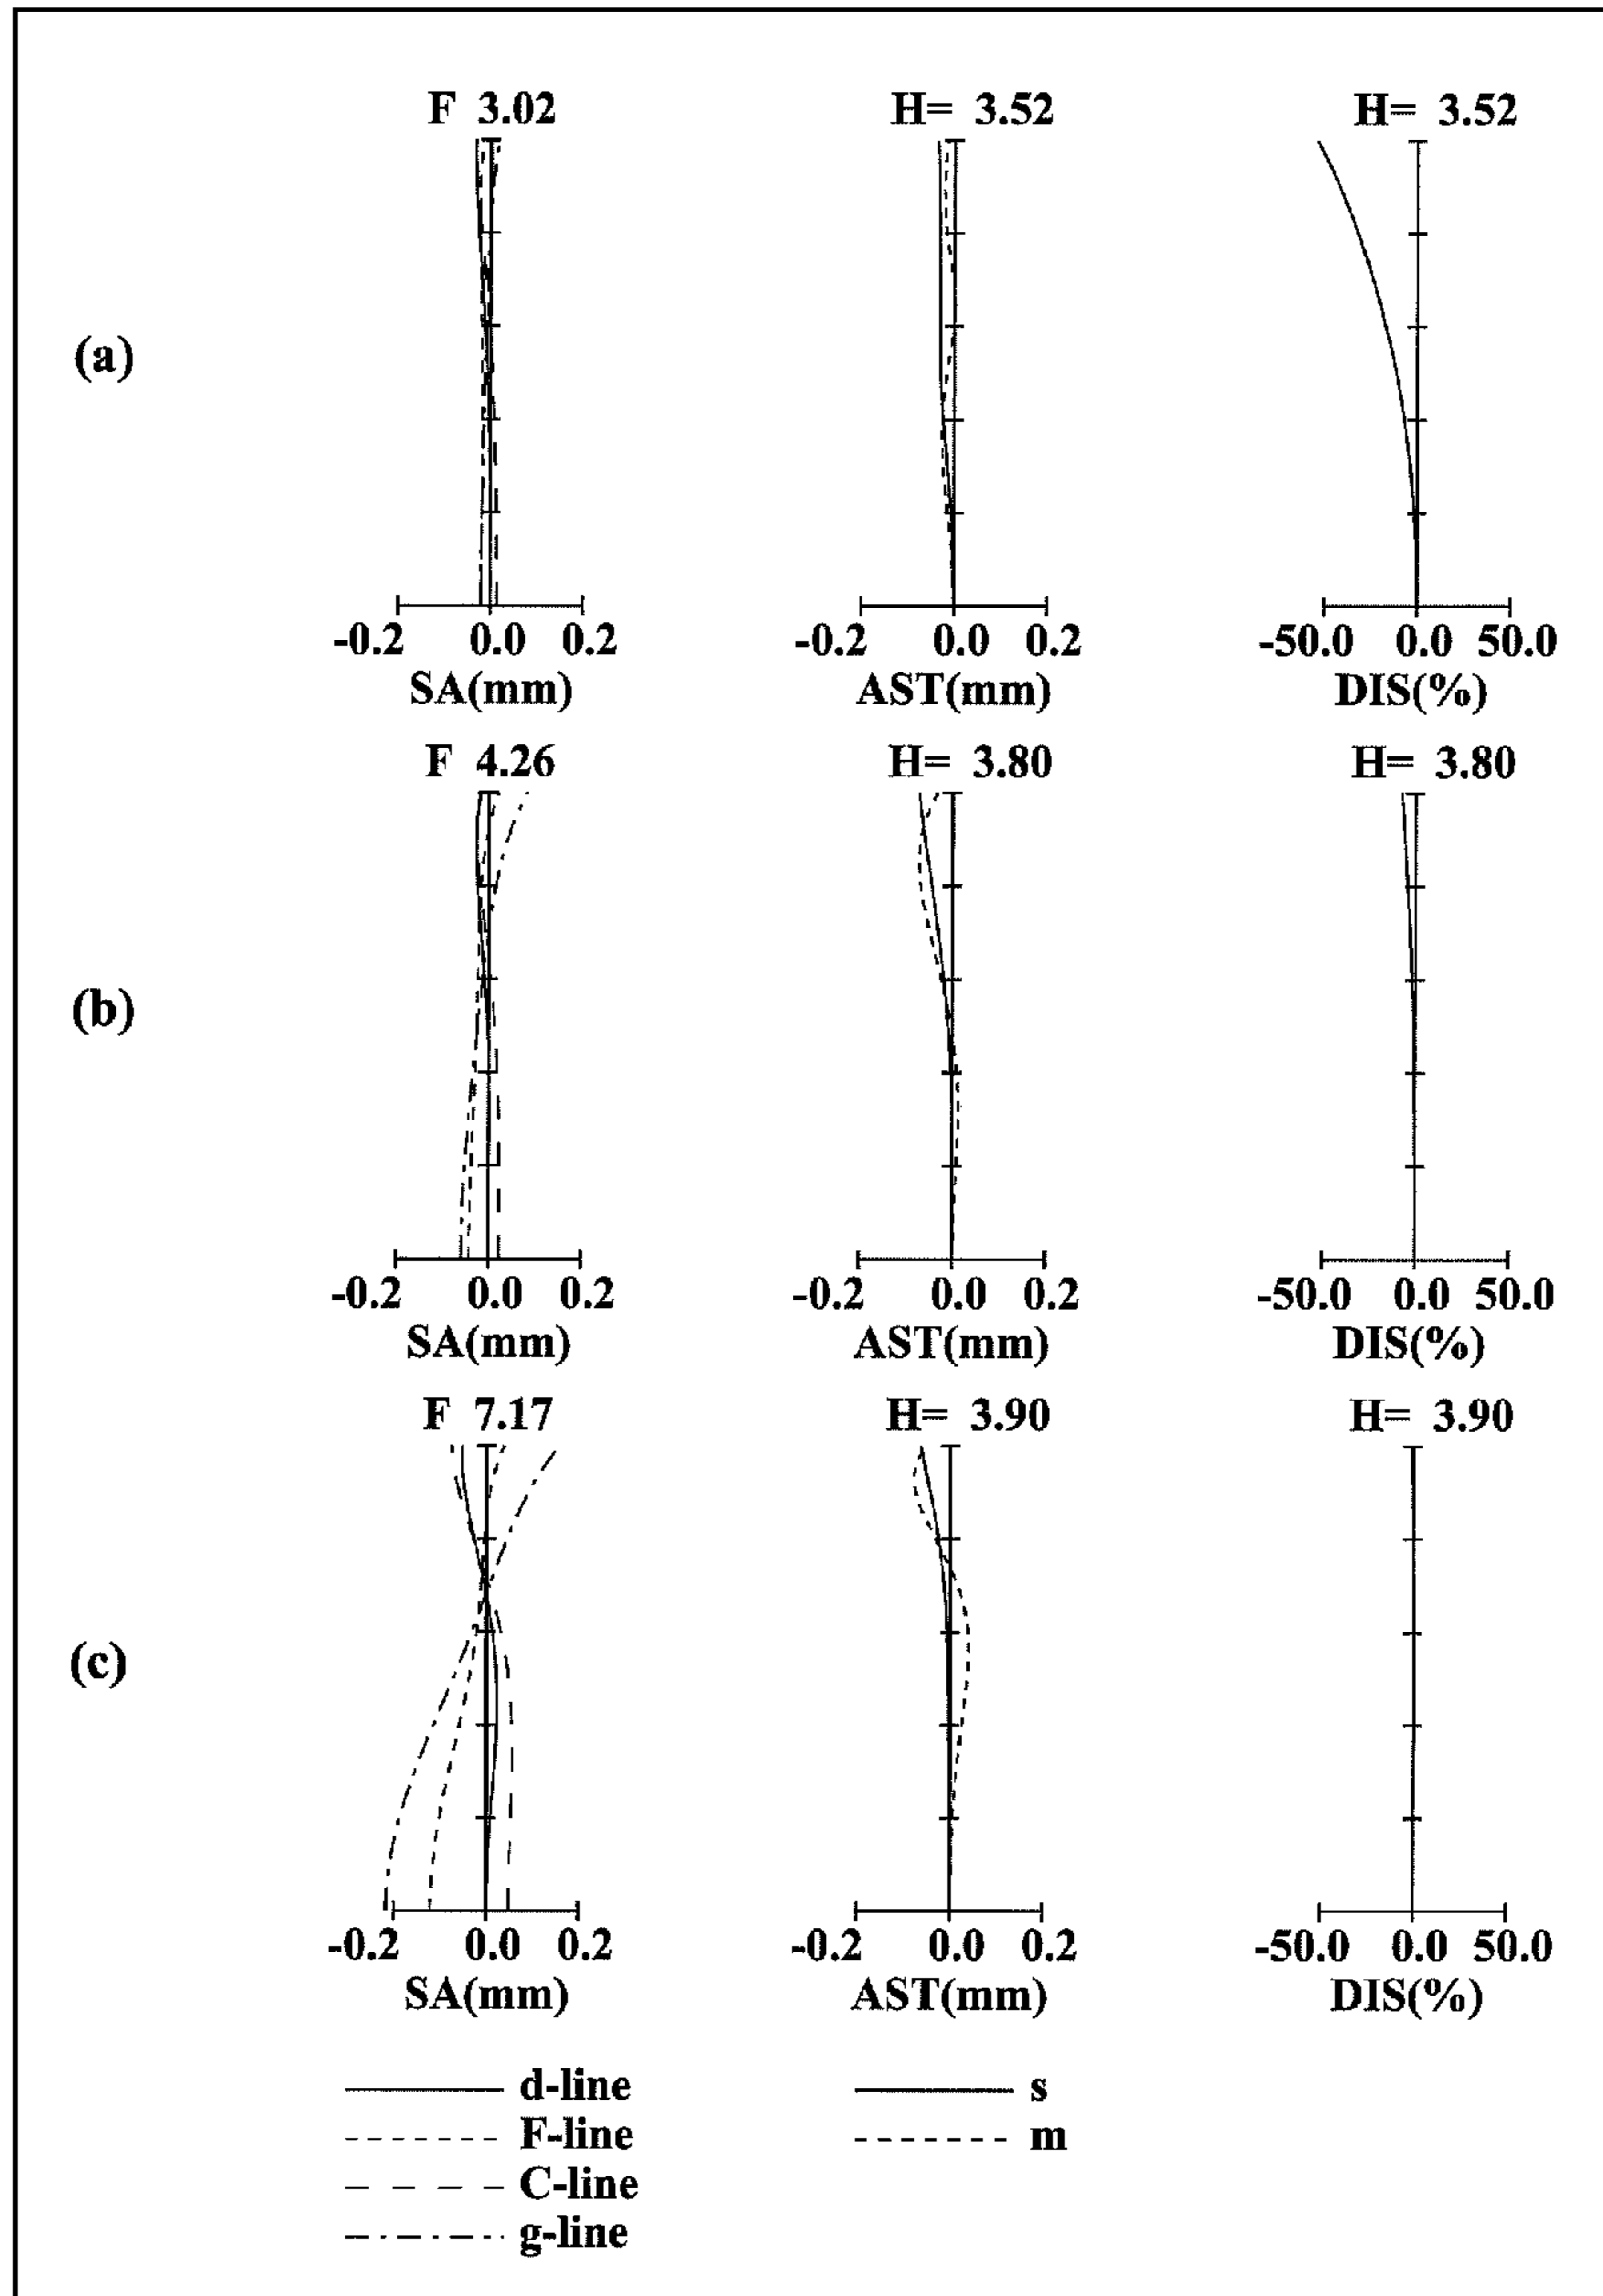 F 3.02 H= 3.52 H= 3.52
(a)
-0.2 0.0 0.2 -0.2 0.0 0.2 -50.0 0.0 50.0
SA(mm) AST(mm) DIS(%)
F 4.26 H= 3.80 H= 3.80
(b)
-0.2 0.0 0.2 -0.2 0.0 0.2 -50.0 0.0 50.0
SA(mm) AST(mm) DIS(%)
F 7.17 H= 3.90 H= 3.90
(c)
-0.2 0.0 0.2 -0.2 0.0 0.2 -50.0 0.0 50.0
SA(mm) AST(mm) DIS(%)
d-line s
F-line m
C-line
g-line